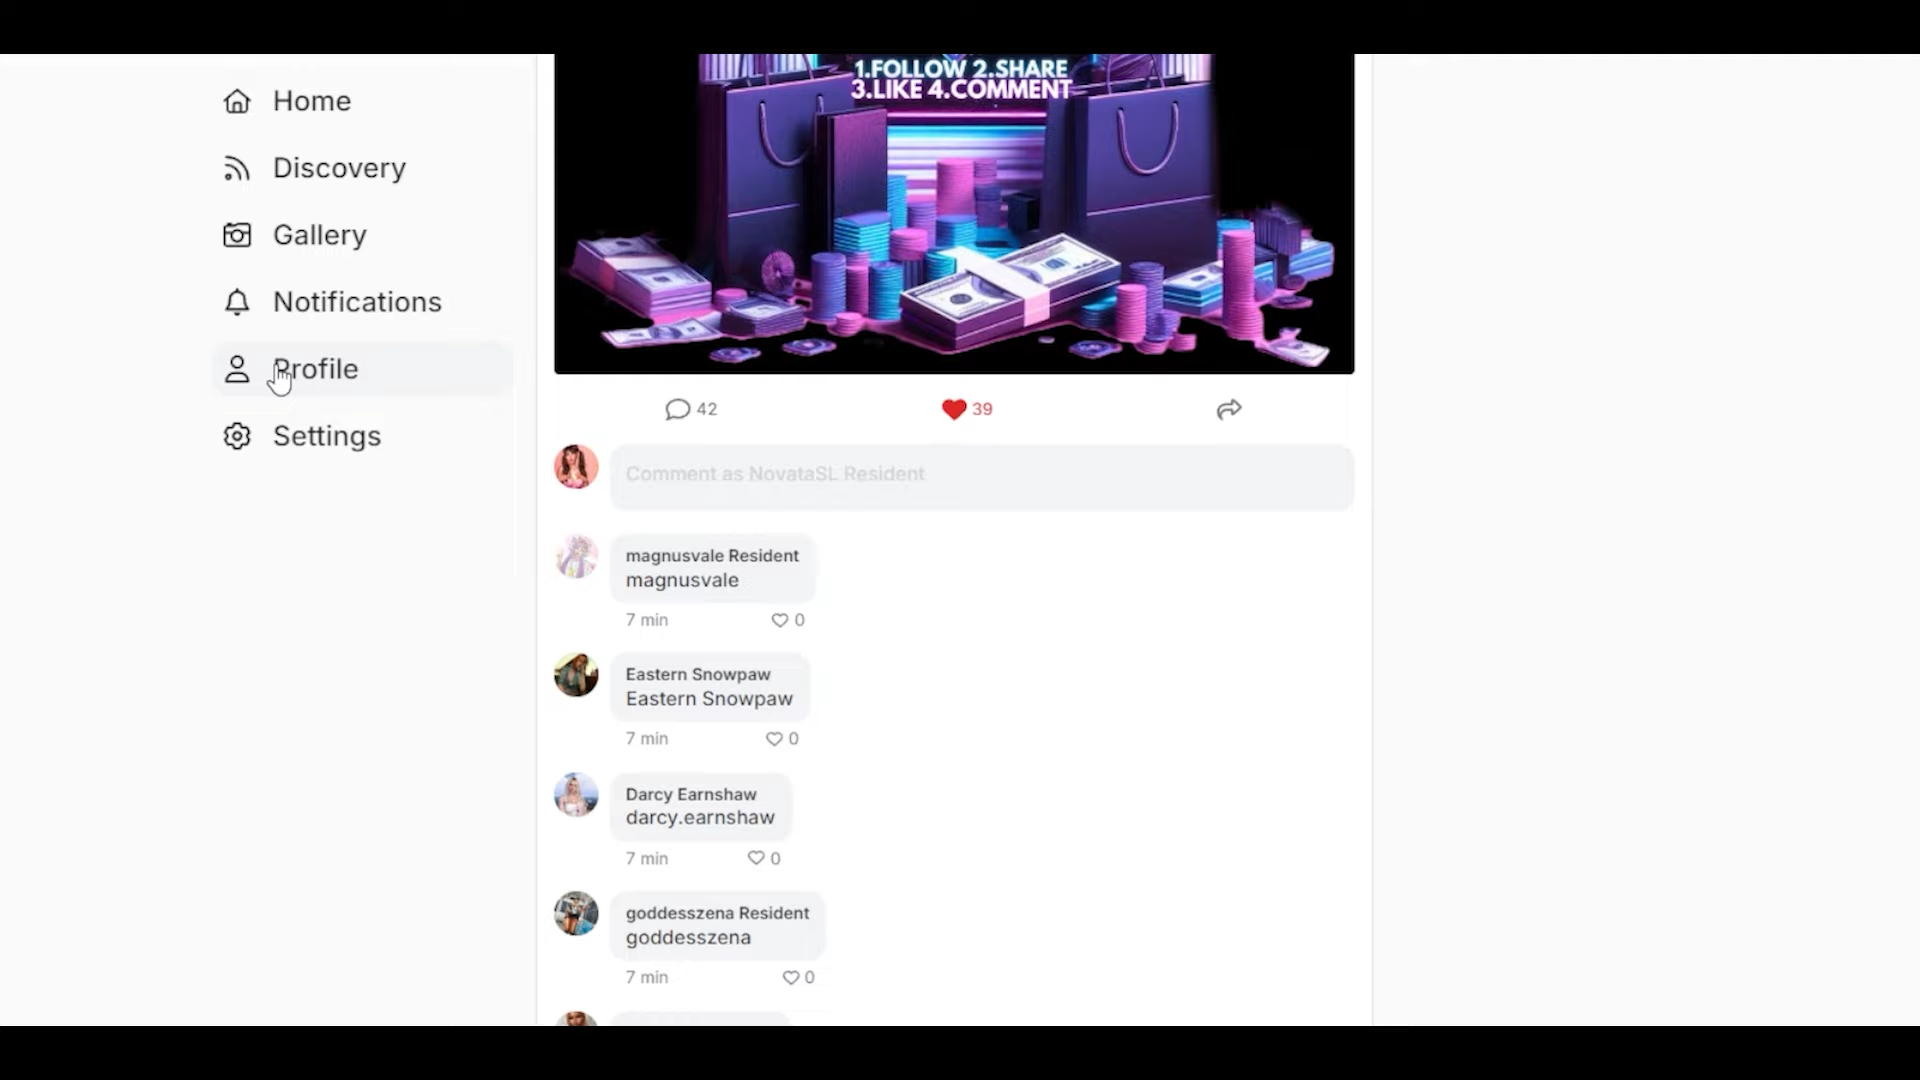 Home
Discovery
Gallery
Notifications
Profile
Settings
1.FOLLOW 2.SHARE
3.LIKE 4.COMMENT
42
39
Comment as NovataSL Resident
magnusvale Resident
magnusvale
7 min 0
Eastern Snowpaw
Eastern Snowpaw
7 min 0
Darcy Earnshaw
darcy.earnshaw
7 min 0
goddesszena Resident
goddesszena
7 min 0